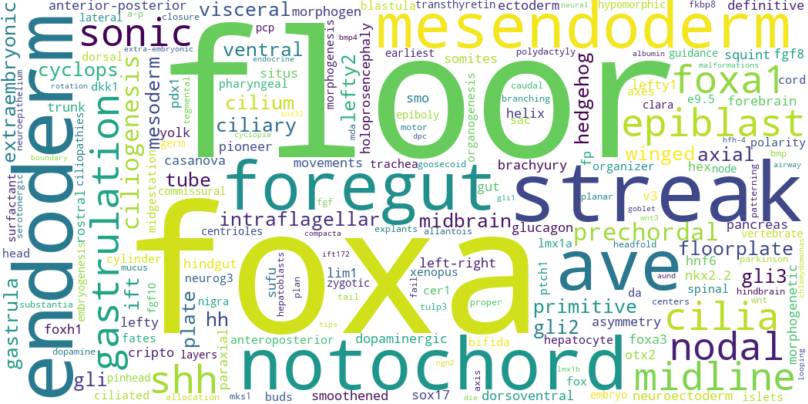 anterior-posterior
visceral
morphogen
blastula
transthyretin
ectoderm
neural
hypomorphic
fkbp8
definitive
extraembryonic
lateral
a-p
closure
sonic
extra-embryonic
floor
pcp
bmp4
mesendoderm
dorsal
endocrine
ventral
situs
morphogenesis
holoprosencephaly
polydactyly
earliest
somites
albumin
malformations
guidance
squint
fgf8
neuroepithelium
rotation
cyclops
dkk1
trunk
ciliogenesis
mesoderm
pdx1
tegmental
pharyngeal
cilium
lefty2
smo
caudal
branching
organogenesis
hedgehog
lefty1
axes
foxa1
cord
endoderm
ciliopathies
yolk
sox32
ciliary
cyclopia
mda
epiboly
motor
dpc
helix
sac
clara
e9.5
forebrain
epiblast
boundary
germ
casanova
pioneer
movements
trachea
goosecoid
brachyury
fp
winged
organizer
axial
hfh-4
polarity
surfactant
serotonergic
rostral
gastrulation
midgestation
tube
commissural
foregut
gut
gli1
streak
planar
hex
node
bmp
patterning
airway
head
embryogenesis
cylinder
mucus
intraflagellar
fgf
midbrain
glucagon
v3
goblet
wnt3
pancreas
gastrula
ift
hindgut
foxa
centrioles
compacta
explants
allantois
prechordal
headfold
vertebrate
floorplate
substantia
fgf10
neurog3
nigra
sufu
hepatoblasts
plan
ift172
left-right
lmx1a
lim1
zygotic
xenopus
ptch1
ave
hnf6
nkx2.2
parkinson
gli3
hindbrain
aund
da
spinal
foxh1
lefty
hh
plate
tail
fail
cer1
tulp3
proper
primitive
centers
wnt
cilia
dopamine
fates
cripto
layers
paraxial
tips
anteroposterior
dopaminergic
notochord
bifida
ngn2
gli2
hepatocyte
asymmetry
foxa3
otx2
nodal
morphogenetic
looping
gli
pinhead
shh
axis
lmx1b
midline
ciliated
allocation
mks1
buds
smoothened
sox17
die
fox
dorsoventral
embryo
neuroectoderm
islets